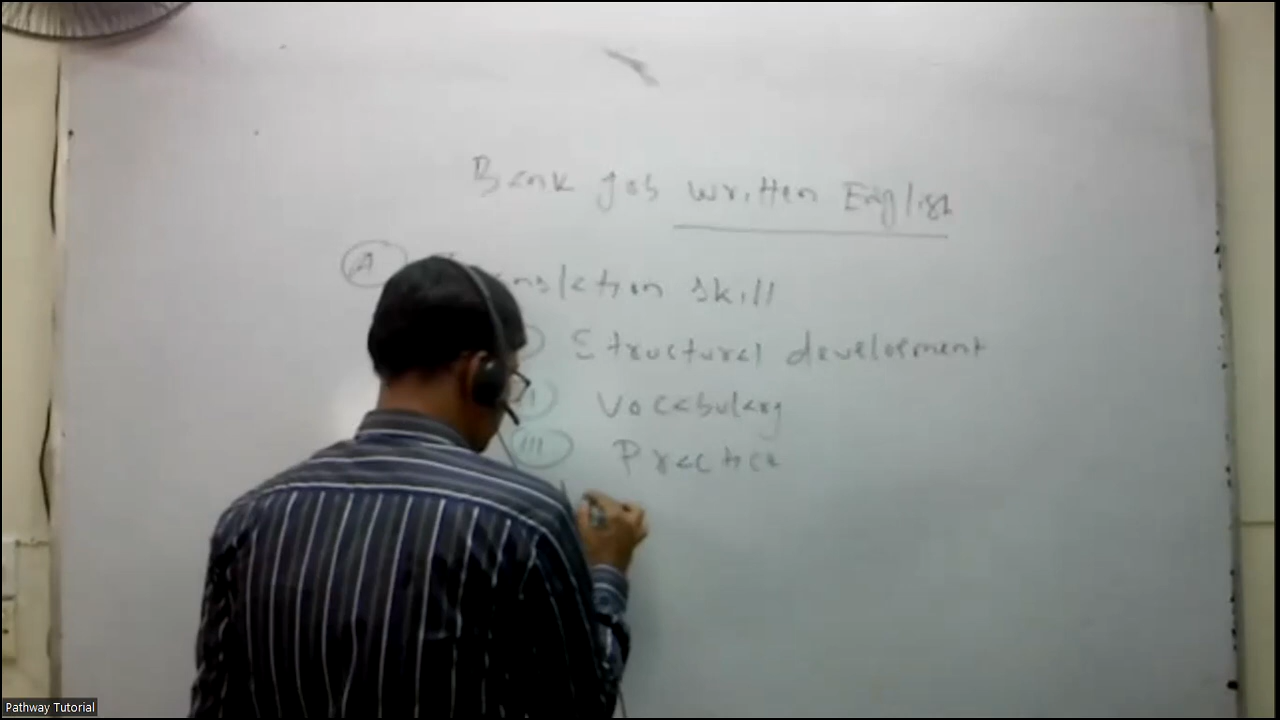 Bank job written English
A Translation skill
Structural development
II Vocabulary
III Practice
Pathway Tutorial